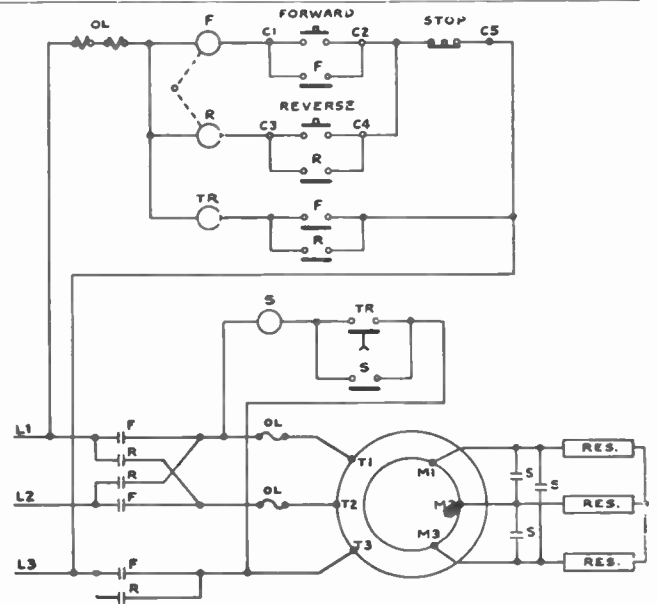 FORWARD
OL F C1 C2 STOP C5
F
REVERSE
R C3 C4
R
TR F
R
S TR
S
L1 F OL
R T1 M1 RES.
R S S
L2 F OL T2 RES.
T3 M3 S
L3 F RES.
R